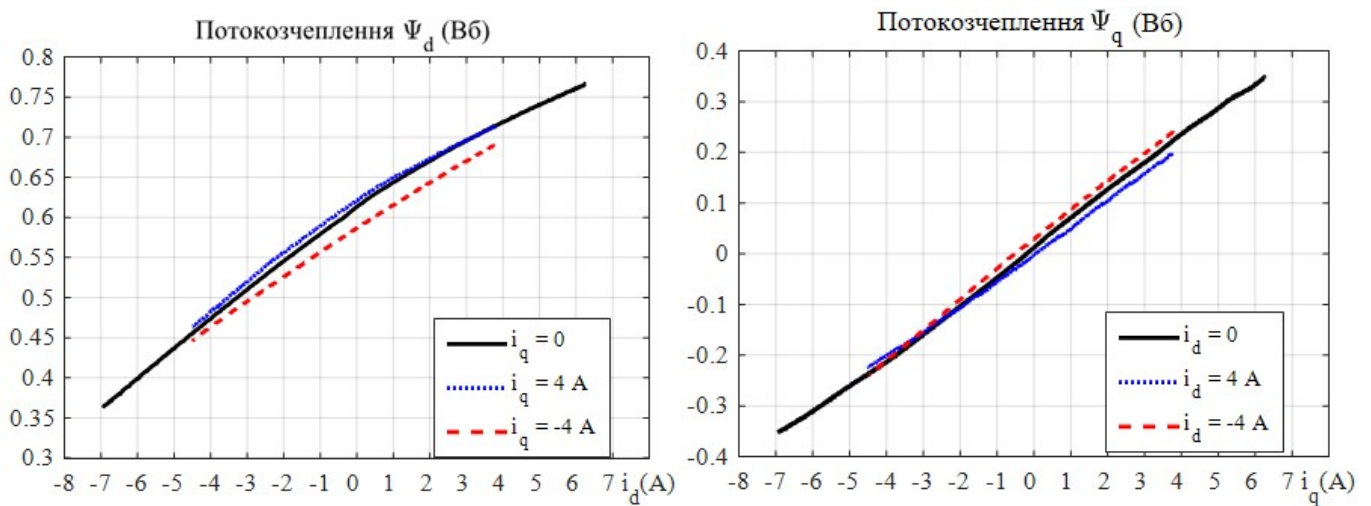 Потокозчеплення Ψd (Вб)
0.8
0.75
0.7
0.65
0.6
0.55
0.5
0.45
0.4
0.35
0.3
-8 -7 -6 -5 -4 -3 -2 -1 0 1 2 3 4 5 6 7 id(A)
iq = 0
iq = 4 A
iq = -4 A
Потокозчеплення Ψq (Вб)
0.4
0.3
0.2
0.1
0
-0.1
-0.2
-0.3
-0.4
-8 -7 -6 -5 -4 -3 -2 -1 0 1 2 3 4 5 6 7 iq(A)
id = 0
id = 4 A
id = -4 A